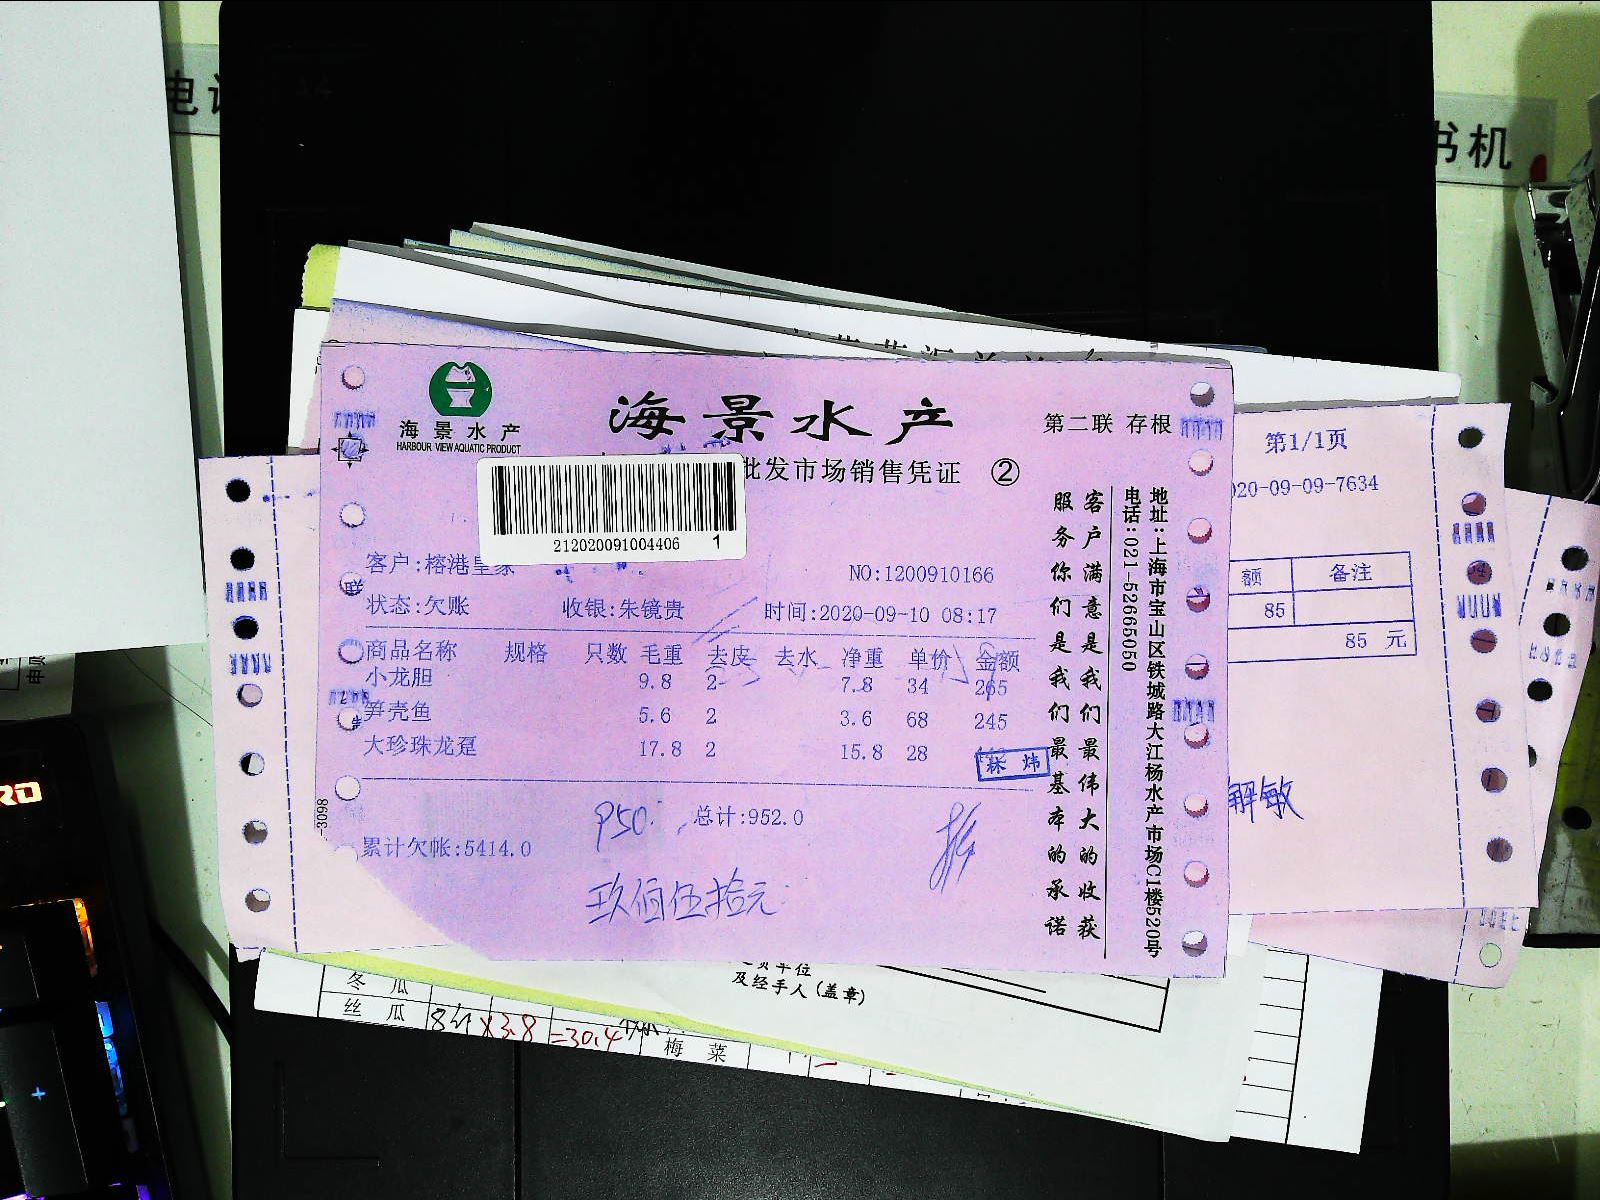 书机
海景水产
HARBOUR VIEW AQUATIC PRODUCT
海景水产
第二联 存根
批发市场销售凭证 ②
212020091004406 1
客户:榕港皇家
NO:1200910166
状态:欠账 收银:朱镜贵 时间:2020-09-10 08:17
商品名称 规格 只数 毛重 去皮 去水 净重 单价 金额
小龙胆 9.8 2 7.8 34 265
笋壳鱼 5.6 2 3.6 68 245
大珍珠龙趸 17.8 2 15.8 28
950. 总计:952.0
累计欠帐:5414.0
玖佰伍拾元
客户满意是我们最伟大的收获
服务你们是我们最基本的承诺
地址:上海市宝山区铁城路大江杨水产市场C1楼520号
电话:021-52665050
-3098
第1/1页
20-09-09-7634
额 备注
85
85 元
解敏
及经手人(盖章)
冬 瓜
丝 瓜 8斤×3.8=30.4
梅 菜